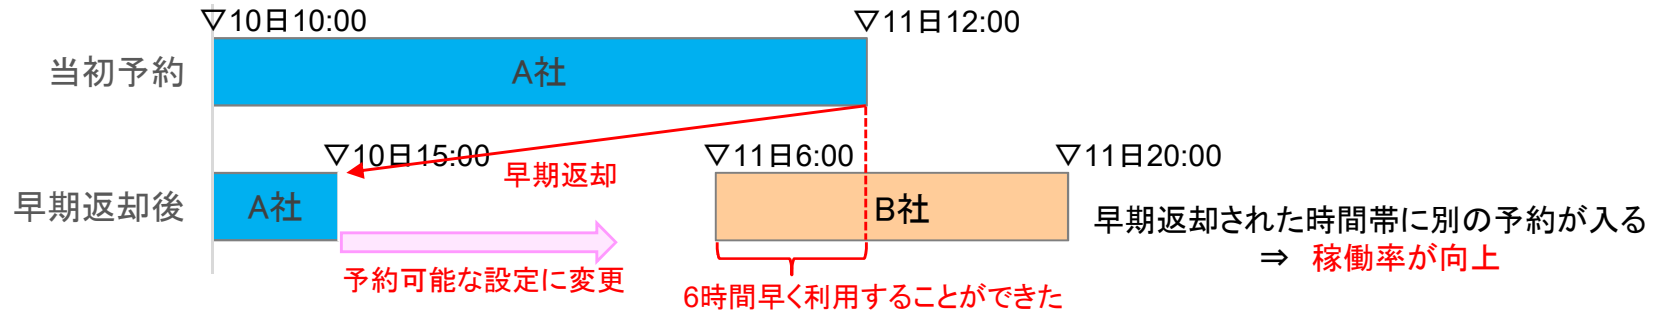 ▽10日10:00
▽11日12:00
当初予約
A社
▽10日15:00
早期返却
▽11日6:00
▽11日20:00
早期返却後
A社
B社
早期返却された時間帯に別の予約が入る
⇒ 稼働率が向上
予約可能な設定に変更
6時間早く利用することができた